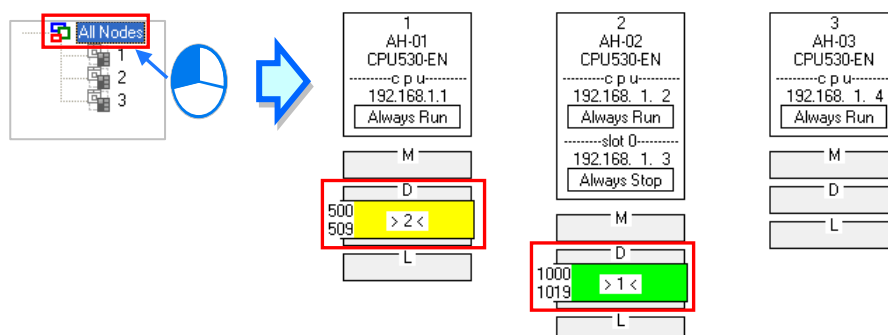 All Nodes
1
2
3
1
AH-01
CPU530-EN
--------c p u--------
192.168.1.1
Always Run
M
D
500
509
> 2 <
L
2
AH-02
CPU530-EN
--------c p u--------
192.168. 1. 2
Always Run
--------slot 0--------
192.168. 1. 3
Always Stop
M
D
1000
1019
> 1 <
L
3
AH-03
CPU530-EN
--------c p u--------
192.168. 1. 4
Always Run
M
D
L